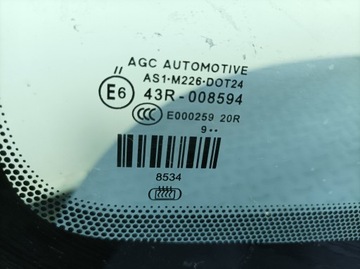 AGC AUTOMOTIVE
AS1·M226·DOT24
E6 43R-008594
CCC E000259 20R
9··
8534